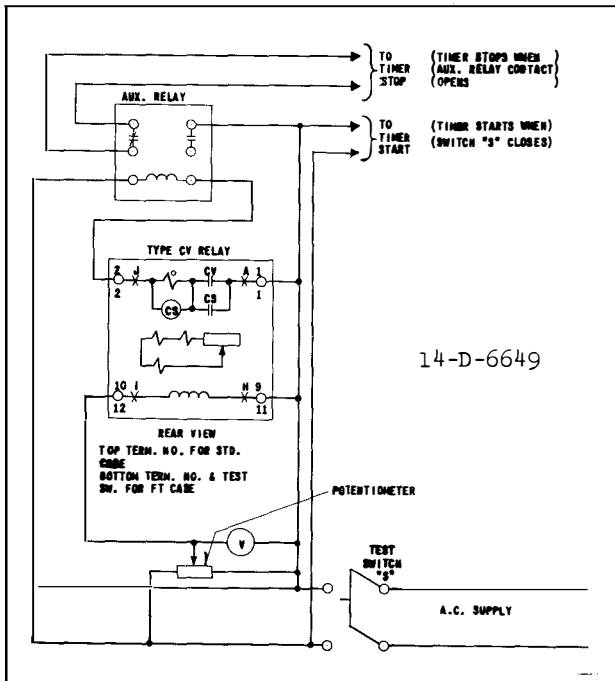 TO (TIMER STOPS WHEN
TIMER (AUX. RELAY CONTACT
STOP (OPENS
AUX. RELAY
TO (TIMER STARTS WHEN)
TIMER (SWITCH "S" CLOSES)
START
TYPE CV RELAY
2 J CV A 1
2 CS CS 1
10 I H 9
12 11
REAR VIEW
TOP TERM. NO. FOR STD.
CASE
BOTTOM TERM. NO. & TEST
SW. FOR FT CASE
14-D-6649
POTENTIOMETER
V
TEST
SWITCH
"S"
A.C. SUPPLY